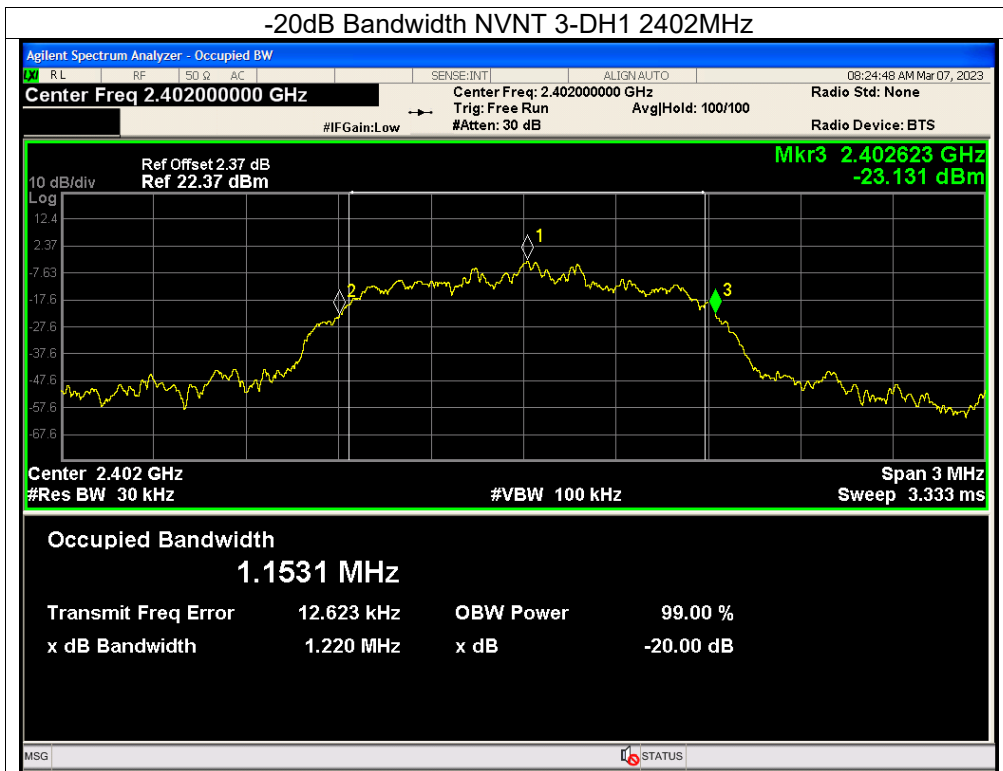 -20dB Bandwidth NVNT 3-DH1 2402MHz
Agilent Spectrum Analyzer - Occupied BW
LXI RL RF 50 Ω AC SENSE:INT ALIGN AUTO 08:24:48 AM Mar 07, 2023
Center Freq 2.402000000 GHz Center Freq: 2.402000000 GHz Radio Std: None
Trig: Free Run Avg|Hold: 100/100
#IFGain:Low #Atten: 30 dB Radio Device: BTS
Mkr3 2.402623 GHz
-23.131 dBm
Ref Offset 2.37 dB
10 dB/div Ref 22.37 dBm
Log
12.4
2.37
-7.63
-17.6
-27.6
-37.6
-47.6
-57.6
-67.6
1
2
3
Center 2.402 GHz Span 3 MHz
#Res BW 30 kHz #VBW 100 kHz Sweep 3.333 ms
Occupied Bandwidth
1.1531 MHz
Transmit Freq Error 12.623 kHz OBW Power 99.00 %
x dB Bandwidth 1.220 MHz x dB -20.00 dB
MSG STATUS